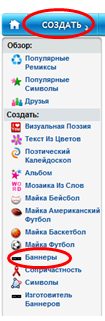 СОЗДАТЬ
Обзор:
Популярные
Ремиксы
Популярные
Символы
Друзья
Создать:
Визуальная Поэзия
Текст Из Цветов
Поэтический
Калейдоскоп
Альбом
Мозаика Из Слов
Майка Бейсбол
Майка Американский
Футбол
Майка Баскетбол
Майка Футбол
Баннеры
Сопричастность
Символы
Изготовитель
Баннеров